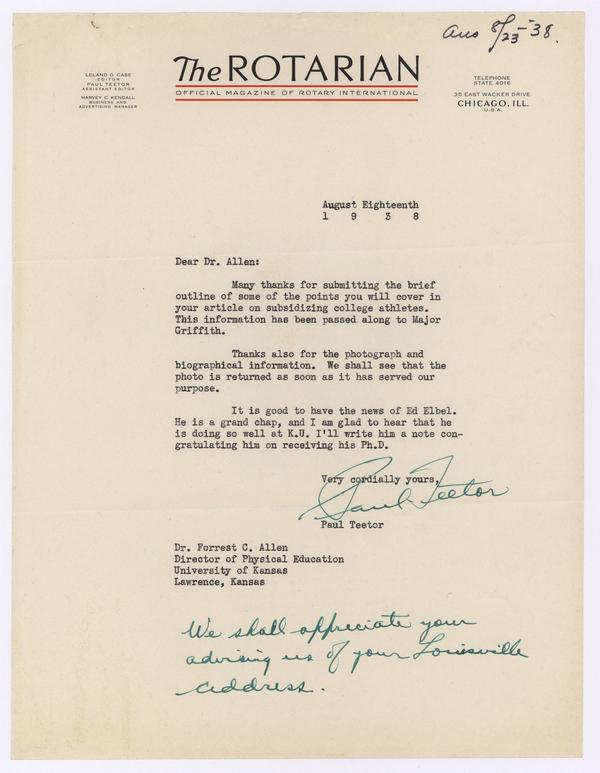 Ans 8/23-38.
LELAND D. CASE
EDITOR
PAUL TEETOR
ASSISTANT EDITOR
HARVEY C. KENDALL
BUSINESS AND
ADVERTISING MANAGER
The ROTARIAN
OFFICIAL MAGAZINE OF ROTARY INTERNATIONAL
TELEPHONE
STATE 4016
35 EAST WACKER DRIVE
CHICAGO, ILL.
U.S.A.
August Eighteenth
1 9 3 8
Dear Dr. Allen:
Many thanks for submitting the brief
outline of some of the points you will cover in
your article on subsidizing college athletes.
This information has been passed along to Major
Griffith.
Thanks also for the photograph and
biographical information. We shall see that the
photo is returned as soon as it has served our
purpose.
It is good to have the news of Ed Elbel.
He is a grand chap, and I am glad to hear that he
is doing so well at K.U. I'll write him a note con-
gratulating him on receiving his Ph.D.
Very cordially yours,
Paul Teetor
Paul Teetor
Dr. Forrest C. Allen
Director of Physical Education
University of Kansas
Lawrence, Kansas
We shall appreciate your
advising us of your Louisville
address.